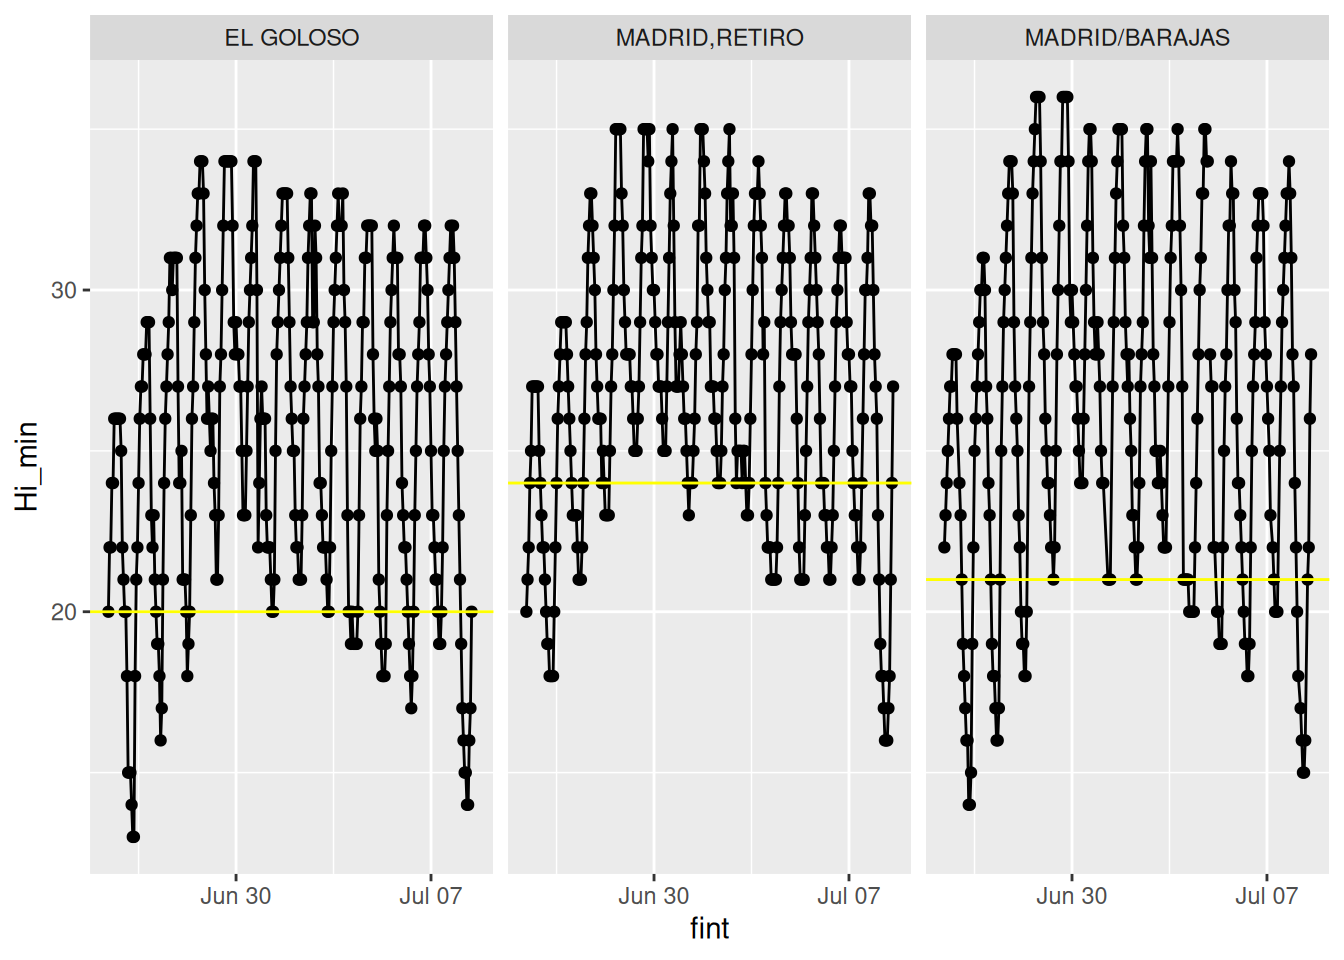 EL GOLOSO
MADRID,RETIRO
MADRID/BARAJAS
Hi_min
30
20
Jun 30
Jul 07
Jun 30
Jul 07
Jun 30
Jul 07
fint